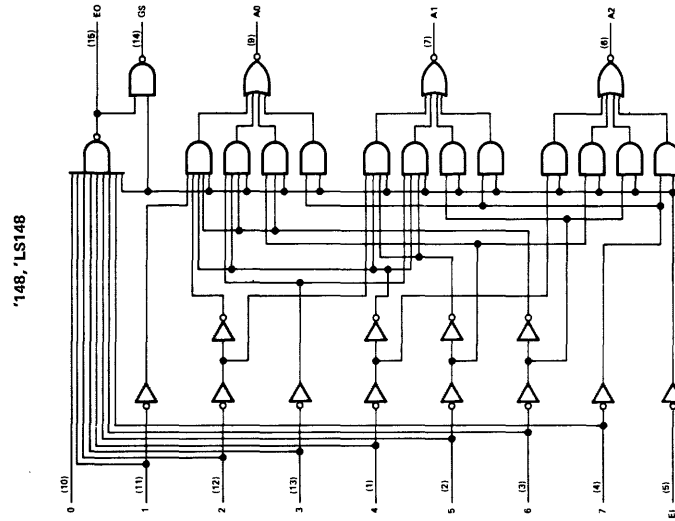 '148, 'LS148
(15) EO
(14) GS
(9) A0
(7) A1
(6) A2
0 (10)
1 (11)
2 (12)
3 (13)
4 (1)
5 (2)
6 (3)
7 (4)
EI (5)